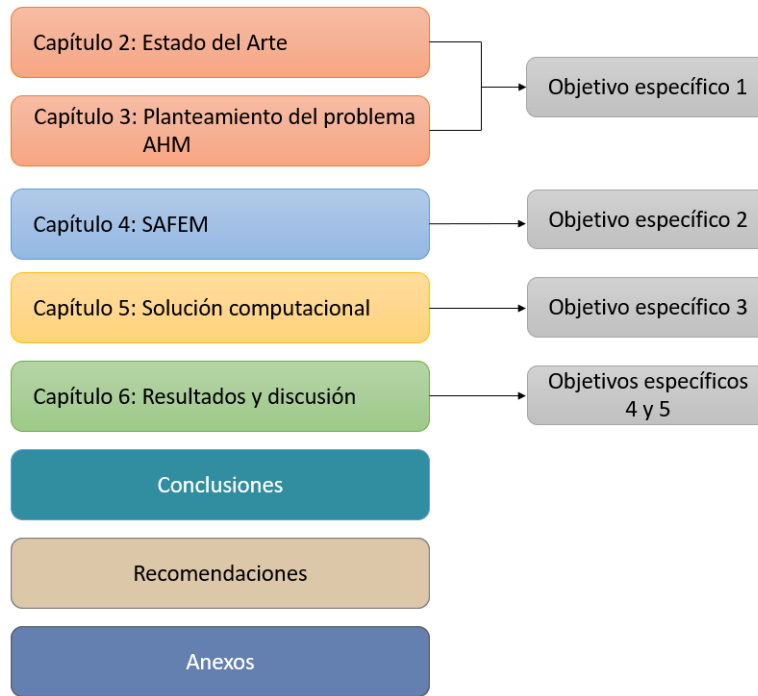 Capítulo 2: Estado del Arte
Objetivo específico 1
Capítulo 3: Planteamiento del problema
AHM
Capítulo 4: SAFEM
Objetivo específico 2
Capítulo 5: Solución computacional
Objetivo específico 3
Capítulo 6: Resultados y discusión
Objetivos específicos
4 y 5
Conclusiones
Recomendaciones
Anexos